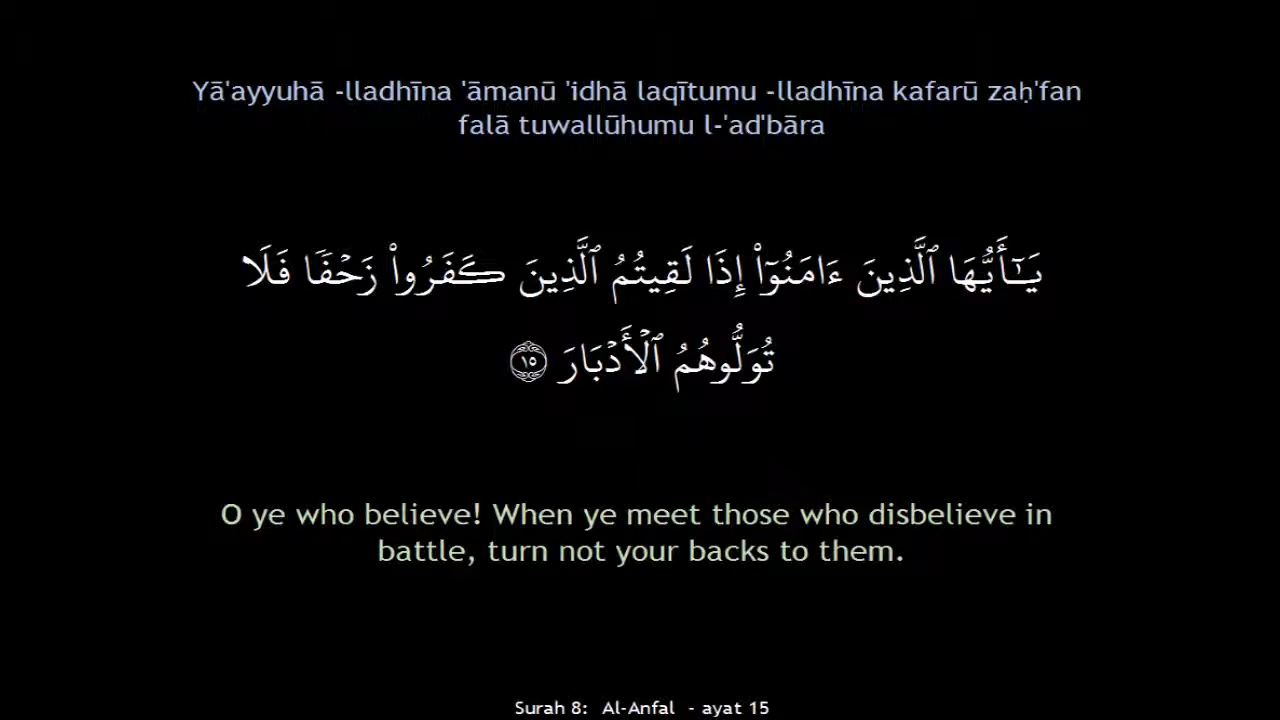 Yā'ayyuhā -lladhīna 'āmanū 'idhā laqītumu -lladhīna kafarū zaḥ'fan
falā tuwallūhumu l-'ad'bāra
يَـٰٓأَيُّهَا ٱلَّذِينَ ءَامَنُوٓا۟ إِذَا لَقِيتُمُ ٱلَّذِينَ كَفَرُوا۟ زَحْفًا فَلَا
تُوَلُّوهُمُ ٱلْأَدْبَارَ ١٥
O ye who believe! When ye meet those who disbelieve in
battle, turn not your backs to them.
Surah 8: Al-Anfal - ayat 15